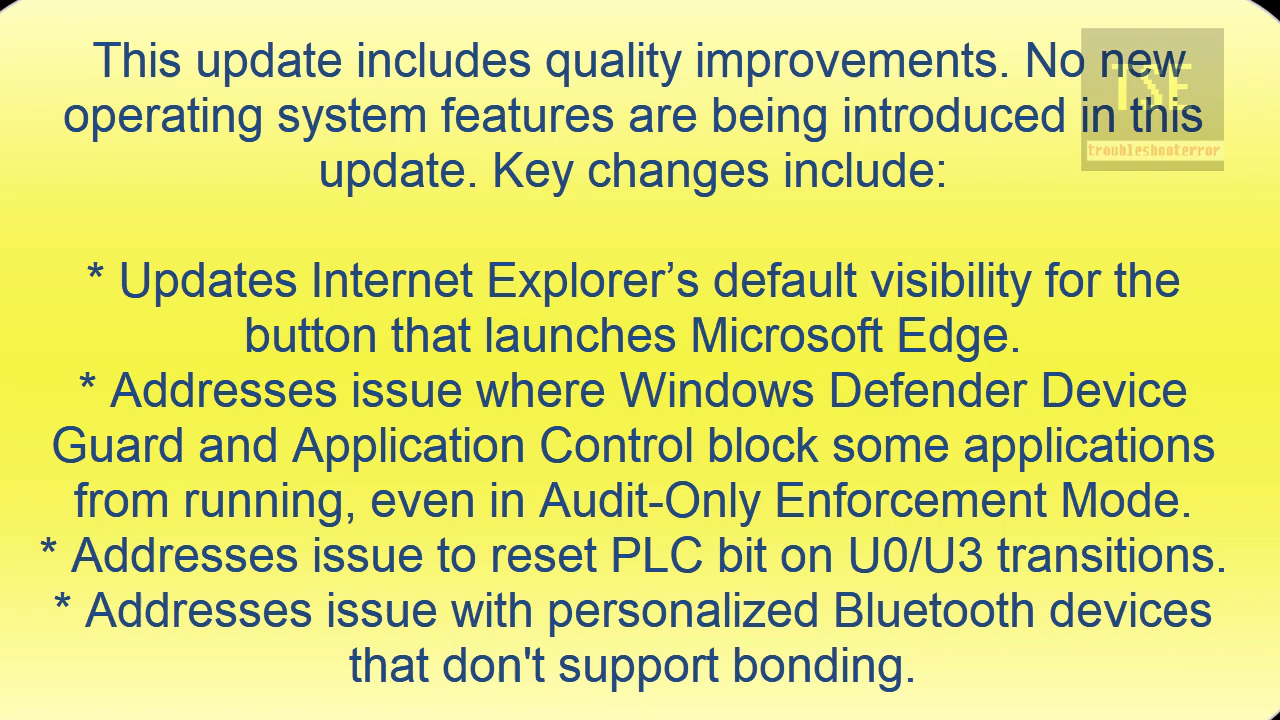 This update includes quality improvements. No new
operating system features are being introduced in this
update. Key changes include:
* Updates Internet Explorer’s default visibility for the
button that launches Microsoft Edge.
* Addresses issue where Windows Defender Device
Guard and Application Control block some applications
from running, even in Audit-Only Enforcement Mode.
* Addresses issue to reset PLC bit on U0/U3 transitions.
* Addresses issue with personalized Bluetooth devices
that don't support bonding.
TSE
troubleshooterror